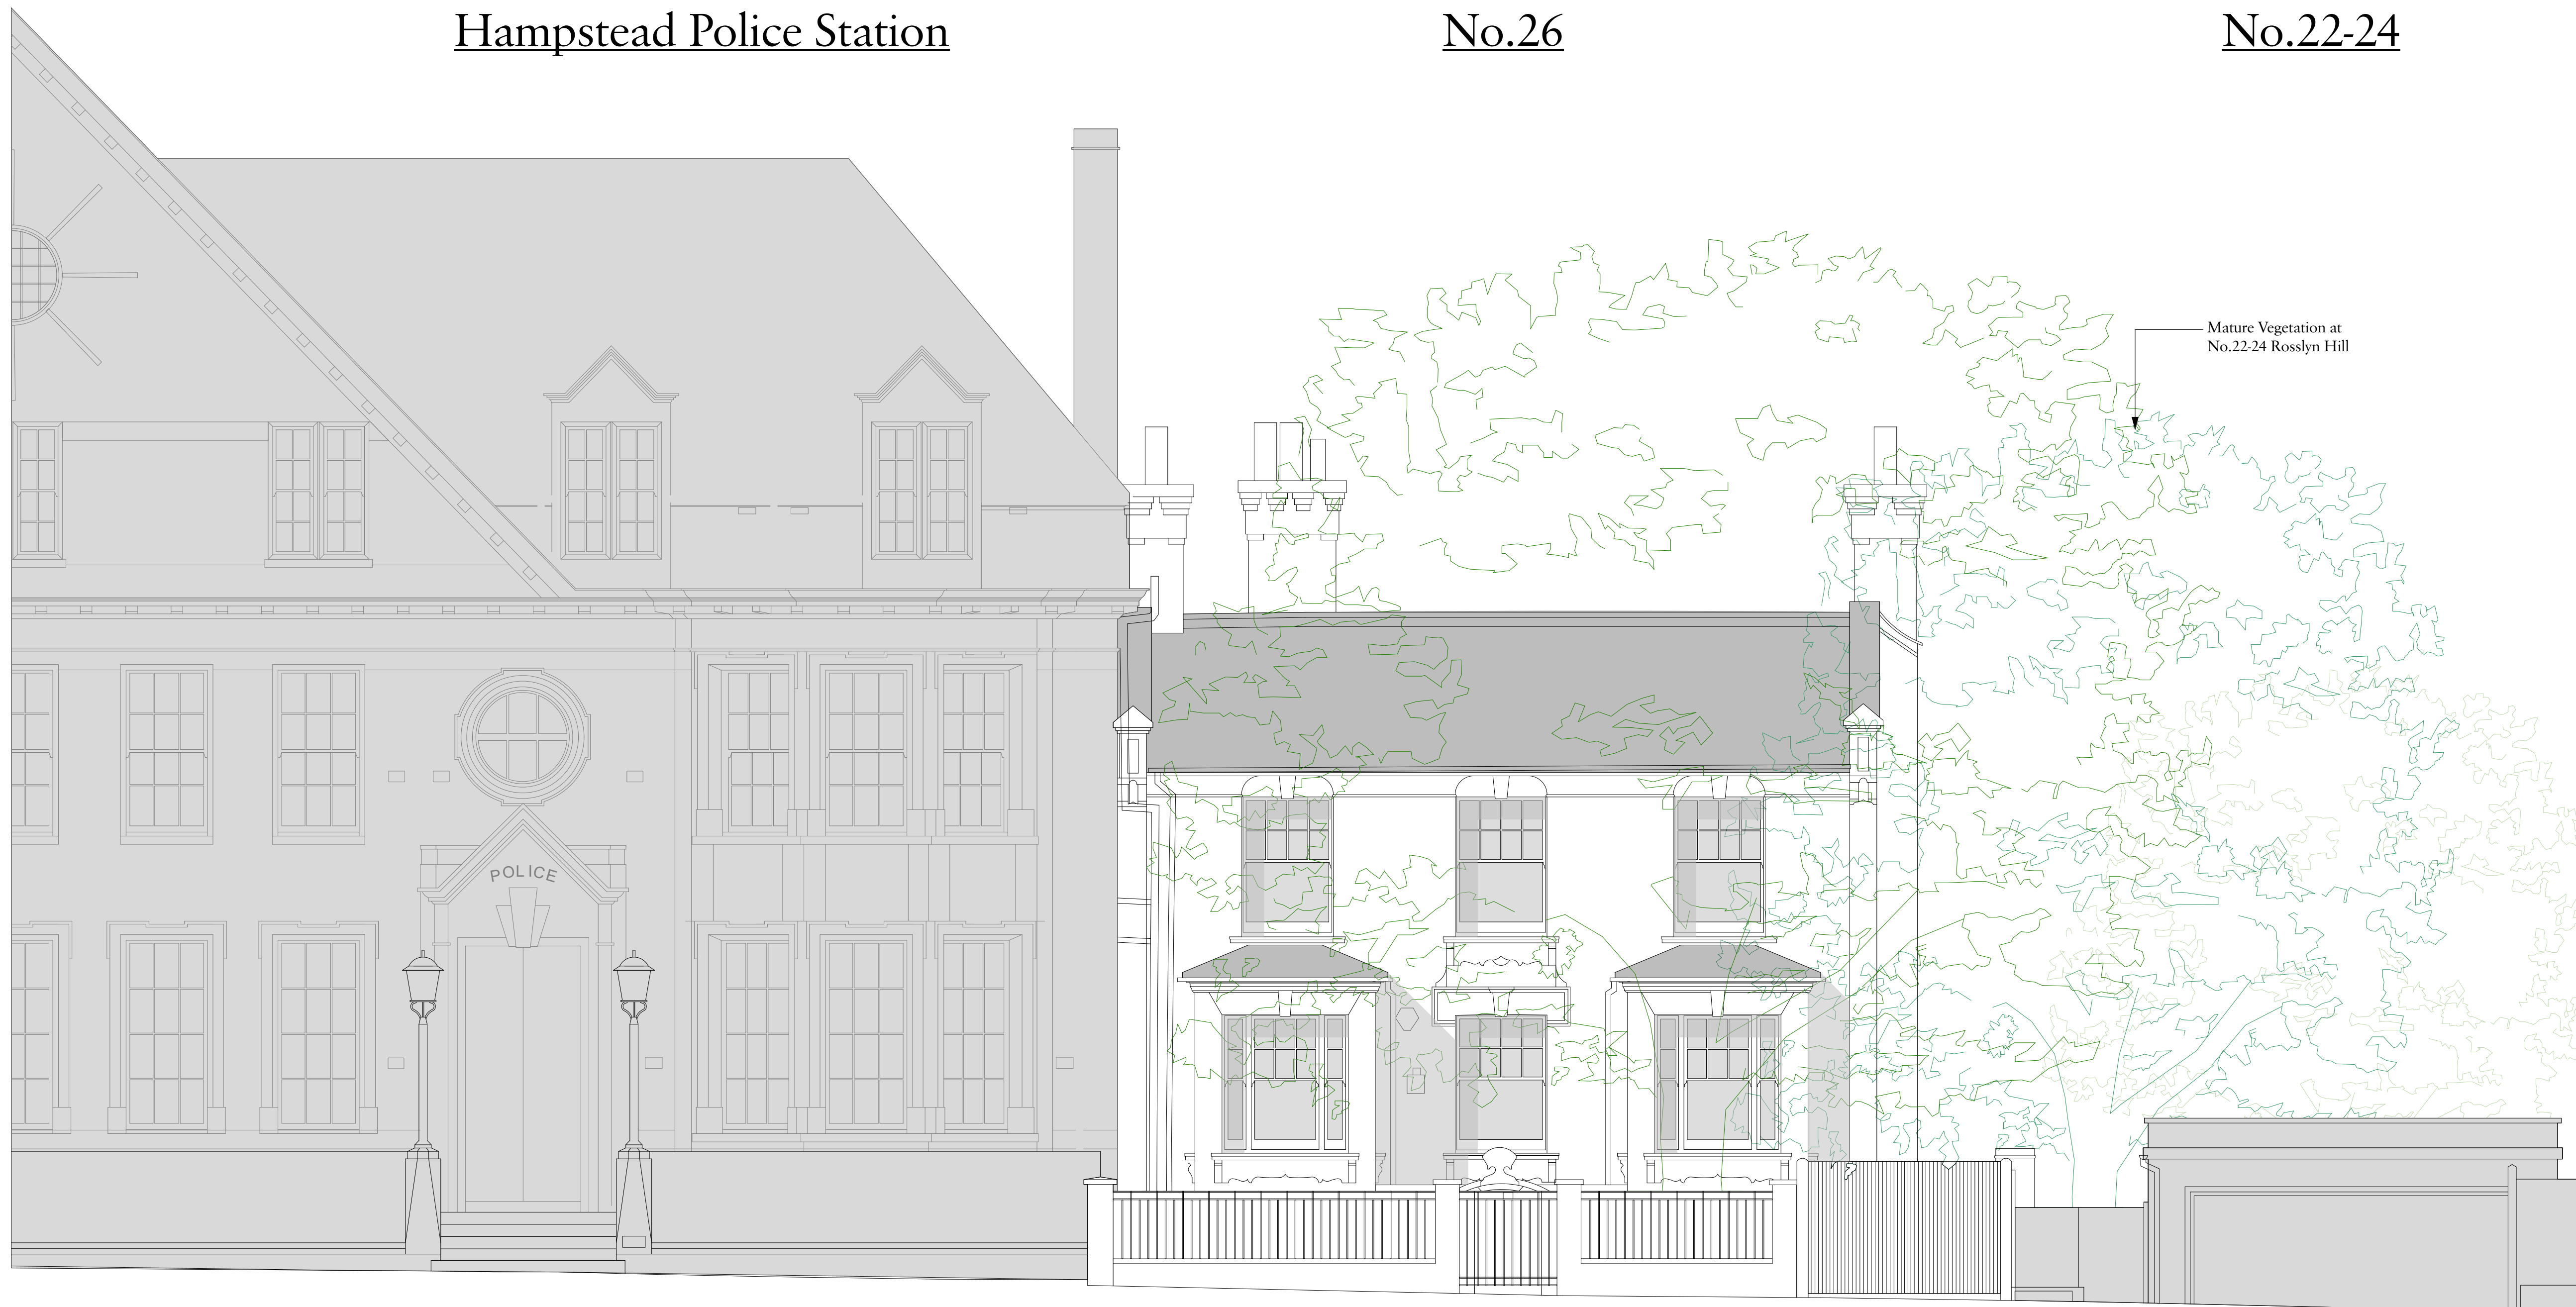 Hampstead Police Station
No.26
No.22-24
Mature Vegetation at
No.22-24 Rosslyn Hill
POLICE